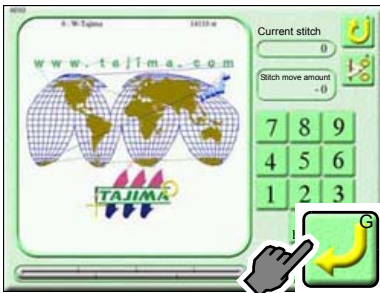 6 : W-Tajima
14110 st
www.tajima.com
TAJIMA
Current stitch
0
Stitch move amount
- 0
7 8 9
4 5 6
1 2 3
G